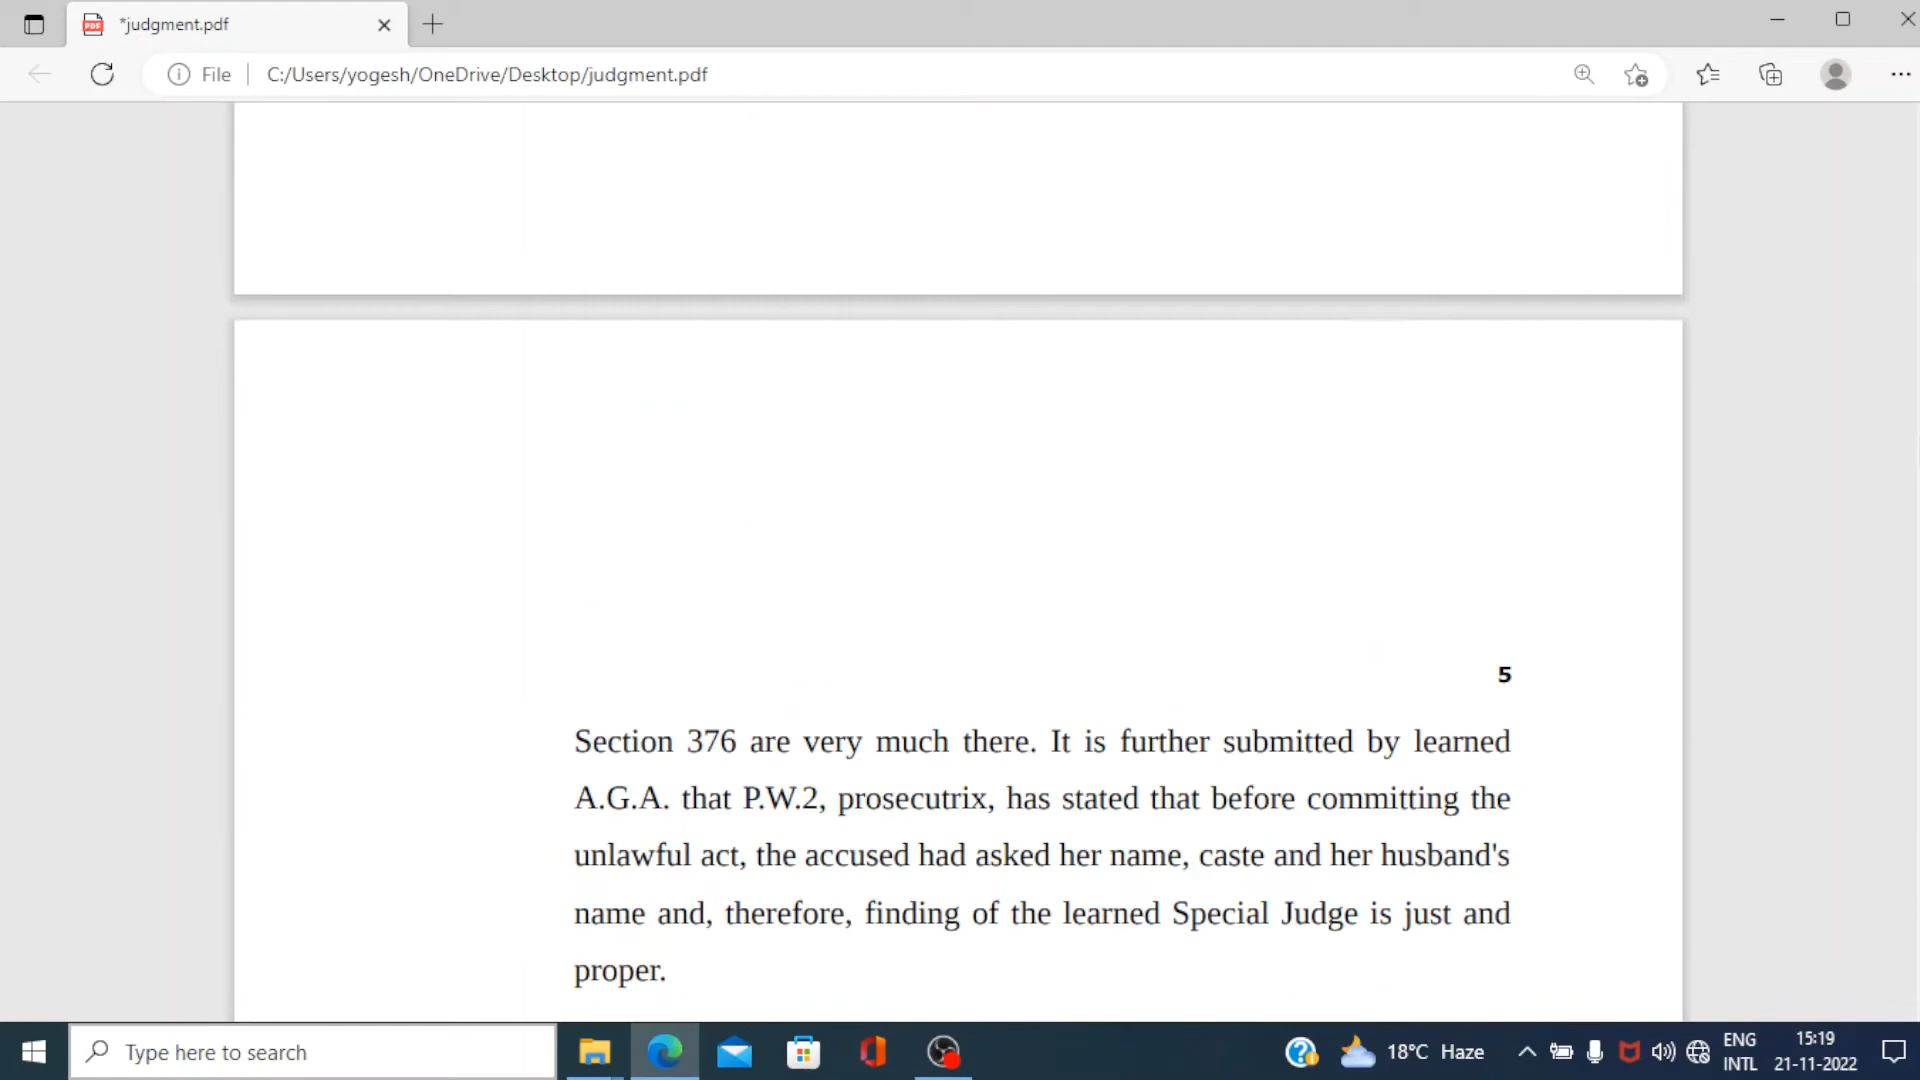 *judgment.pdf
File
C:/Users/yogesh/OneDrive/Desktop/judgment.pdf
5
Section 376 are very much there. It is further submitted by learned
A.G.A. that P.W.2, prosecutrix, has stated that before committing the
unlawful act, the accused had asked her name, caste and her husband's
name and, therefore, finding of the learned Special Judge is just and
proper.
Type here to search
18°C Haze
ENG
INTL
15:19
21-11-2022